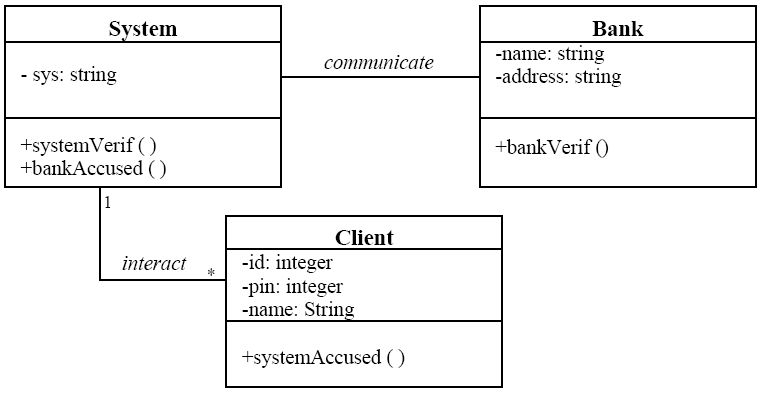 System
- sys: string
+systemVerif ( )
+bankAccused ( )
communicate
Bank
-name: string
-address: string
+bankVerif ()
1
interact
*
Client
-id: integer
-pin: integer
-name: String
+systemAccused ( )